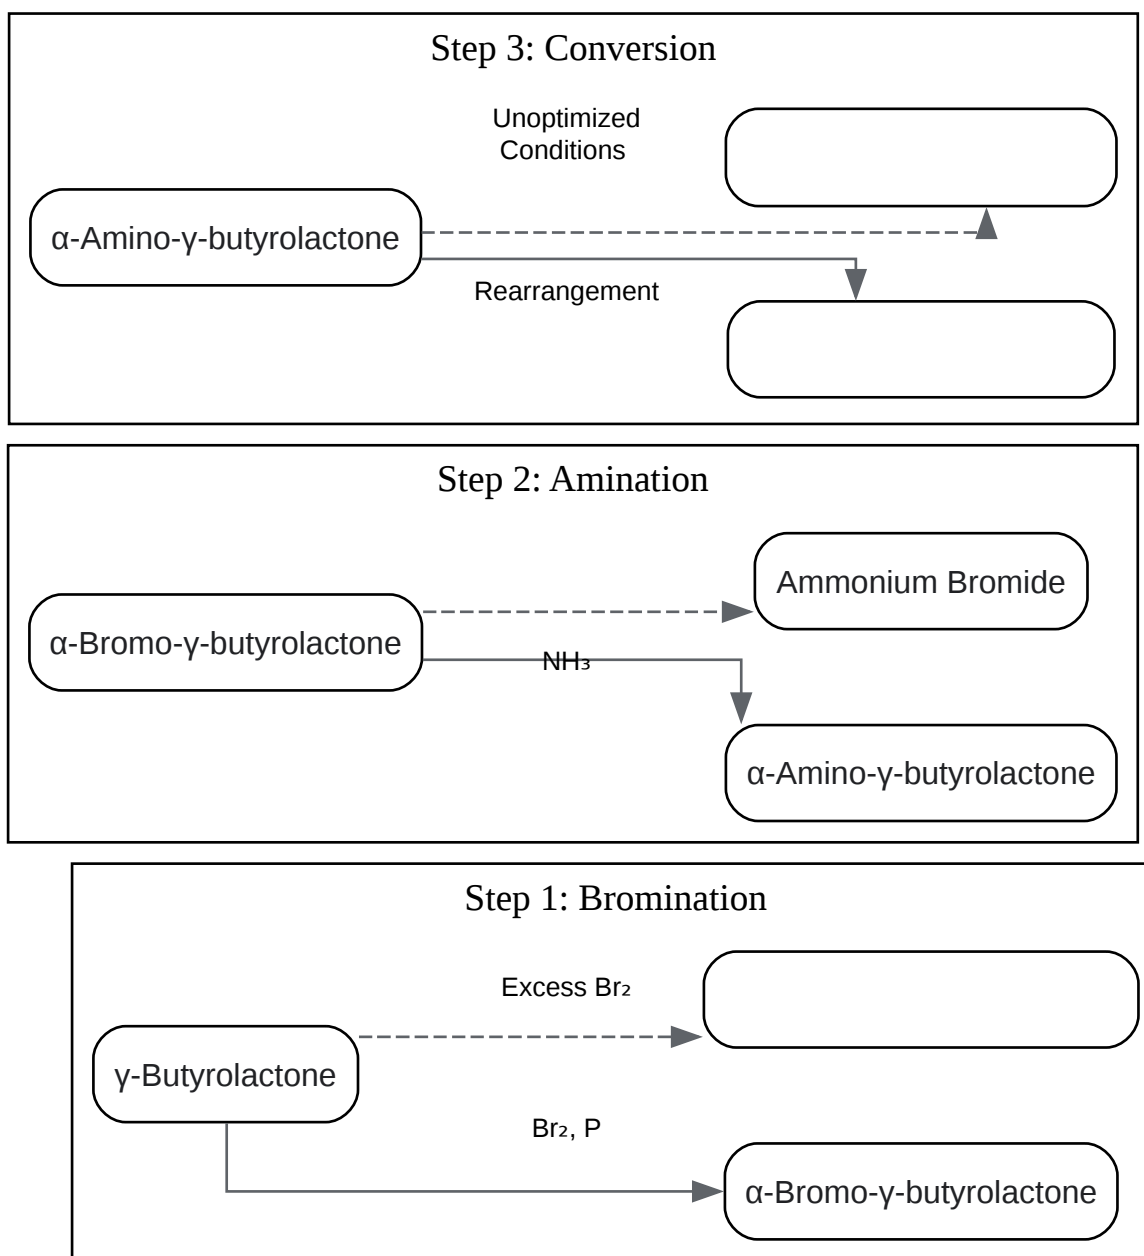 Step 3: Conversion
Unoptimized
Conditions
α-Amino-γ-butyrolactone
Rearrangement
Step 2: Amination
Ammonium Bromide
α-Bromo-γ-butyrolactone
NH₃
α-Amino-γ-butyrolactone
Step 1: Bromination
Excess Br₂
γ-Butyrolactone
Br₂, P
α-Bromo-γ-butyrolactone